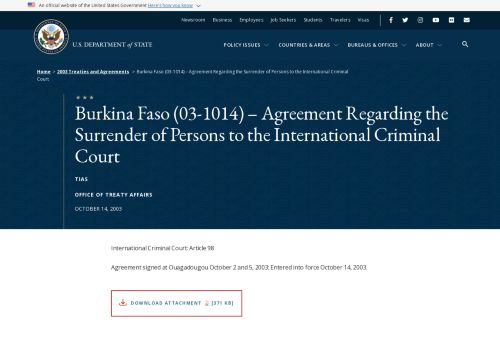 An official website of the United States Government Here's how you know
Newsroom Business Employees Job Seekers Students Travelers Visas
U.S. DEPARTMENT of STATE
POLICY ISSUES COUNTRIES & AREAS BUREAUS & OFFICES ABOUT
Home > 2003 Treaties and Agreements > Burkina Faso (03-1014) – Agreement Regarding the Surrender of Persons to the International Criminal
Court
Burkina Faso (03-1014) – Agreement Regarding the
Surrender of Persons to the International Criminal
Court
TIAS
OFFICE OF TREATY AFFAIRS
OCTOBER 14, 2003
International Criminal Court: Article 98
Agreement signed at Ouagadougou October 2 and 5, 2003; Entered into force October 14, 2003.
DOWNLOAD ATTACHMENT [371 KB]